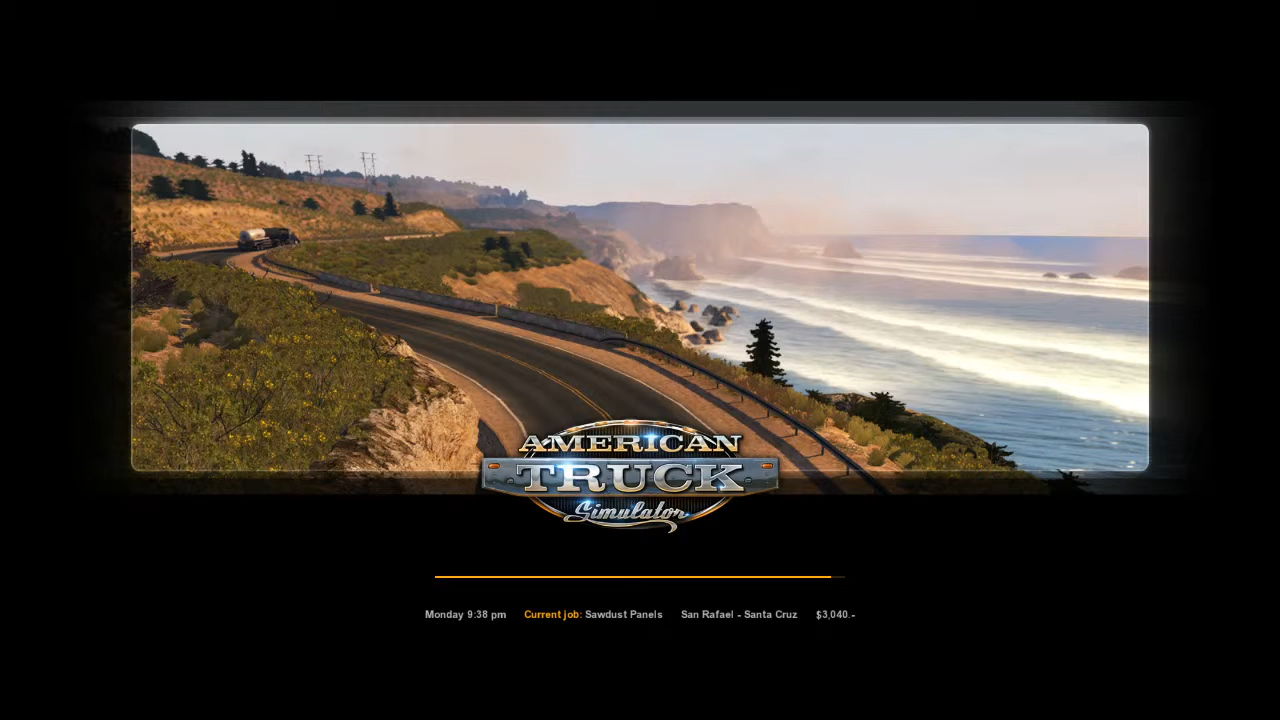 AMERICAN
TRUCK
Simulator
Monday 9:38 pm Current job: Sawdust Panels San Rafael - Santa Cruz $3,040.-